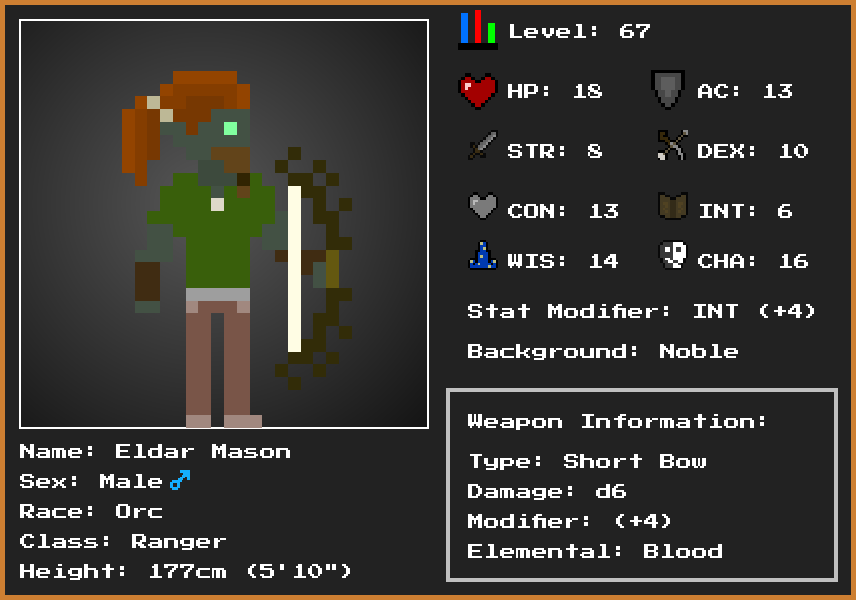 Level: 67
HP: 18 AC: 13
STR: 8 DEX: 10
CON: 13 INT: 6
WIS: 14 CHA: 16
Stat Modifier: INT (+4)
Background: Noble
Weapon Information:
Type: Short Bow
Damage: d6
Modifier: (+4)
Elemental: Blood
Name: Eldar Mason
Sex: Male ♂
Race: Orc
Class: Ranger
Height: 177cm (5'10")